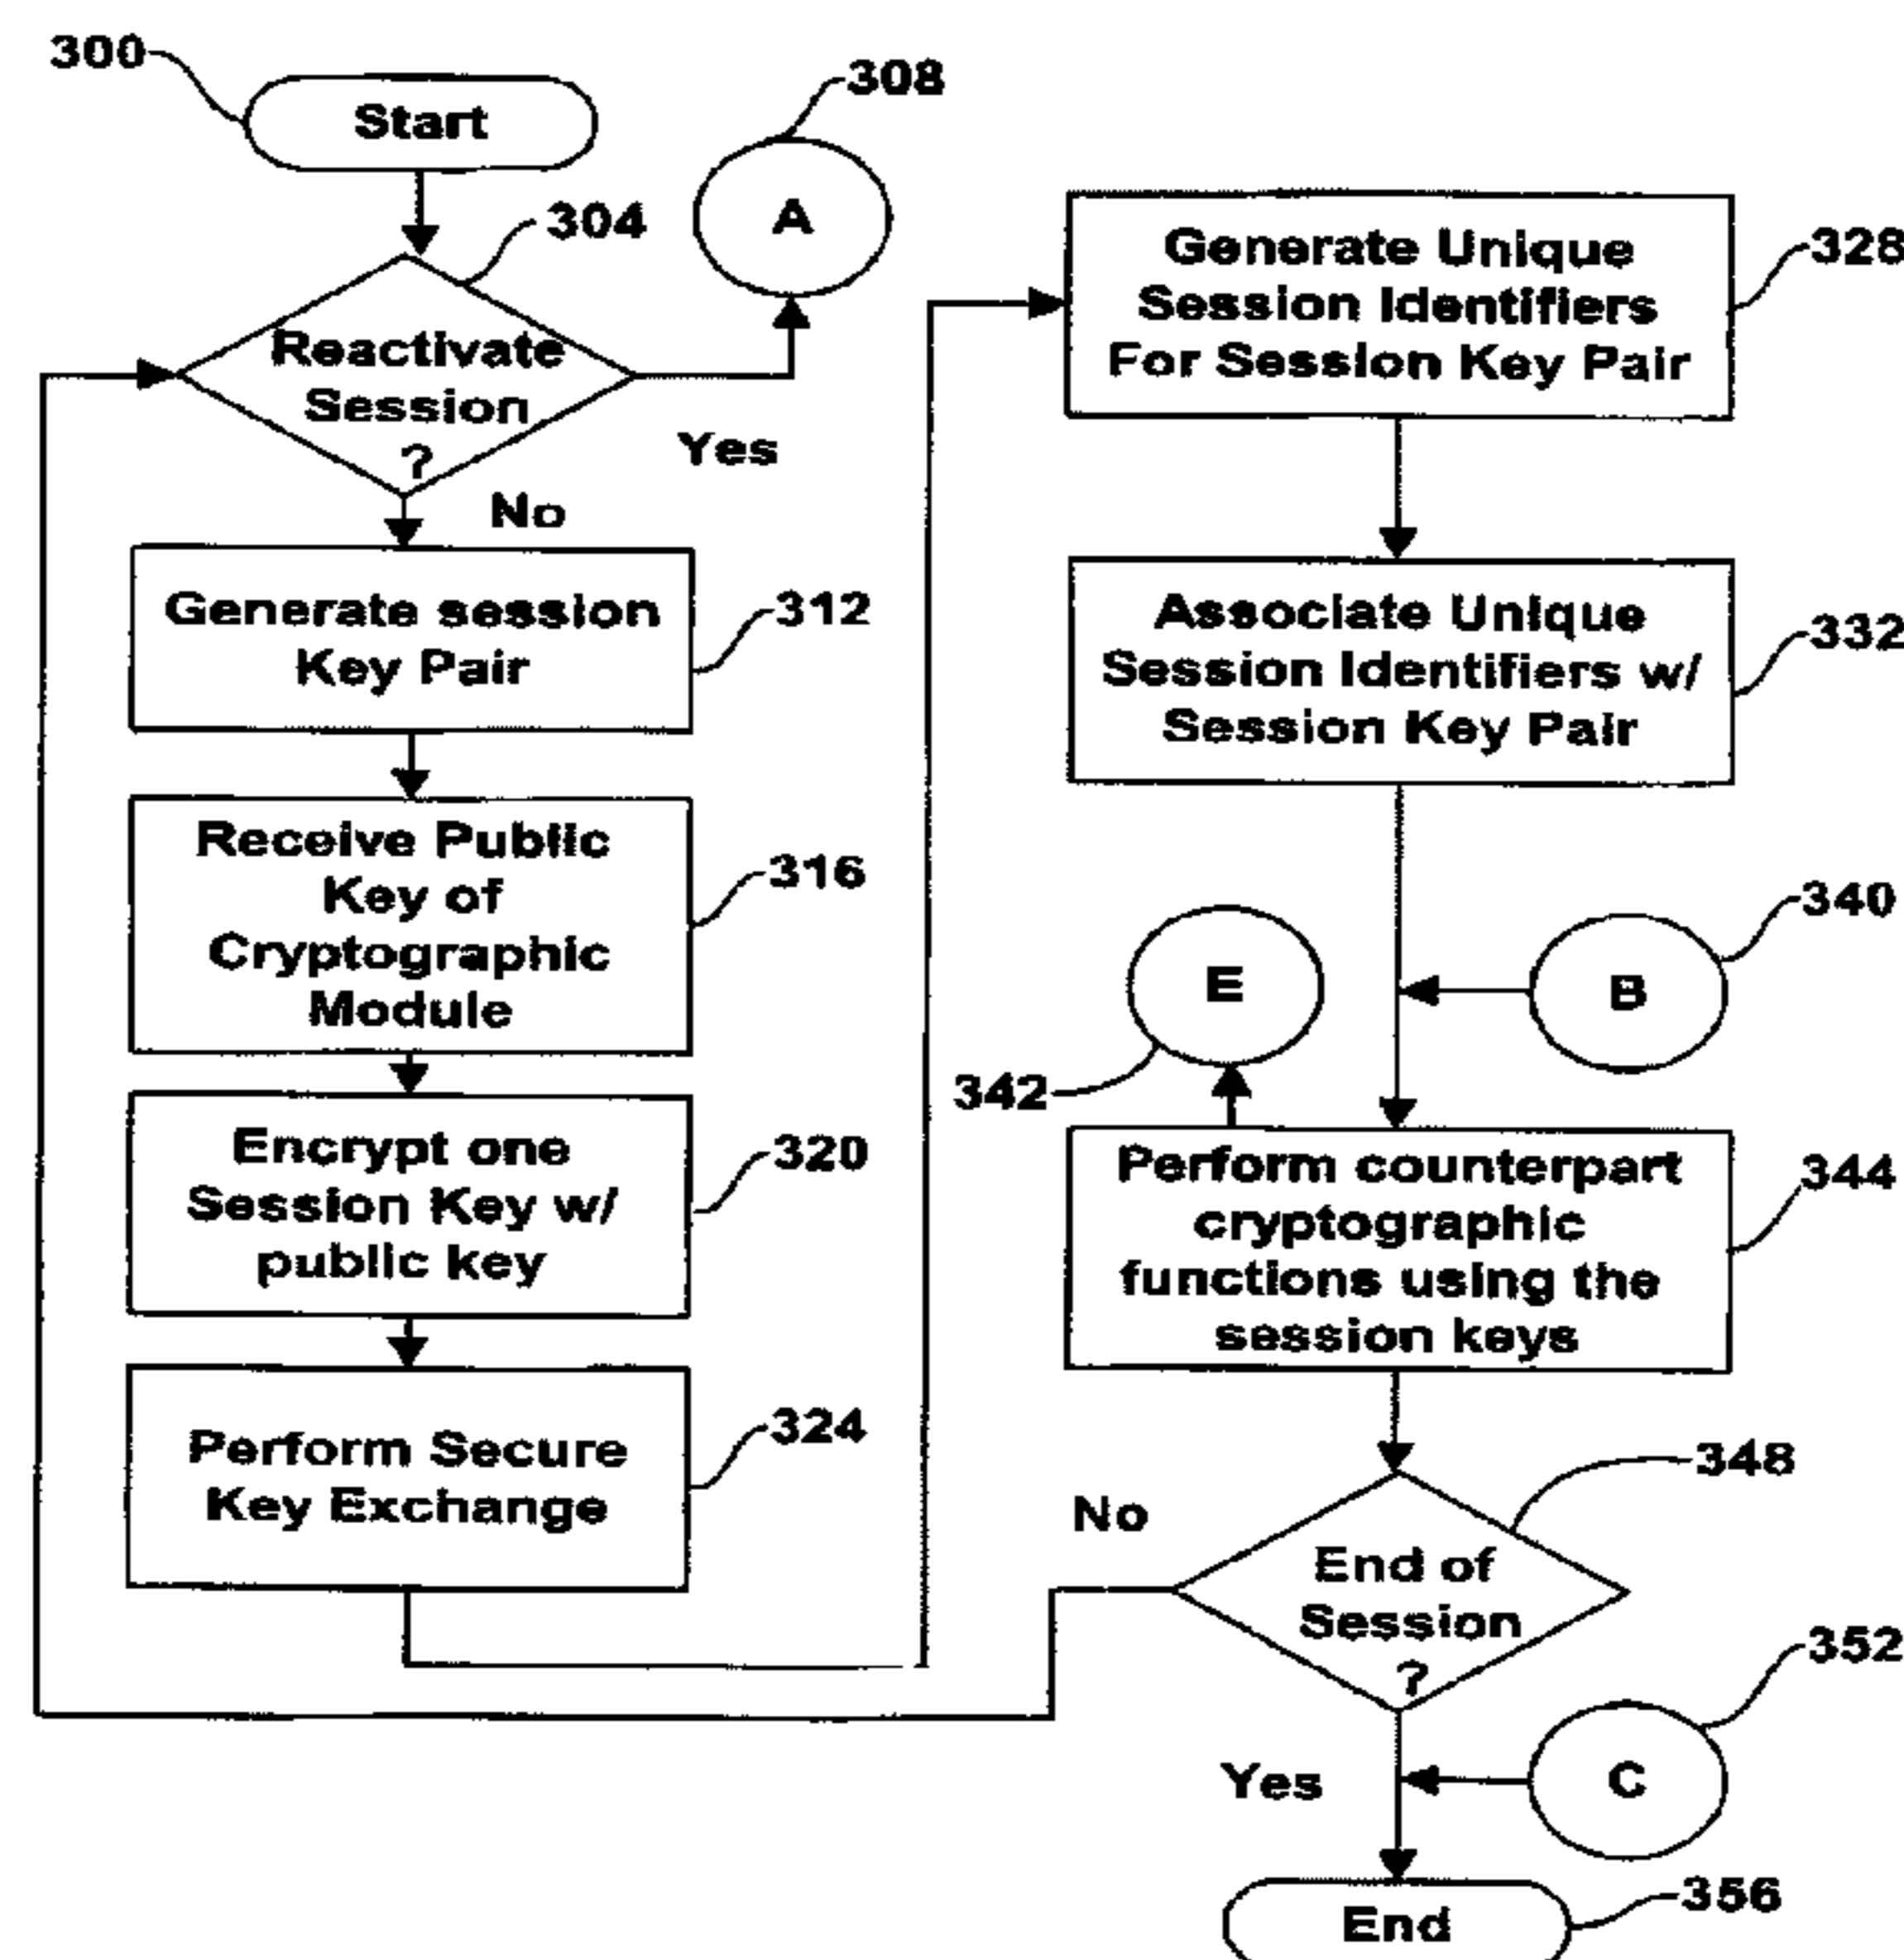 300
Start
308
A
304
Reactivate
Session
?
Yes
No
Generate session
Key Pair
312
Receive Public
Key of
Cryptographic
Module
316
Encrypt one
Session Key w/
public key
320
Perform Secure
Key Exchange
324
Generate Unique
Session Identifiers
For Session Key Pair
328
Associate Unique
Session Identifiers w/
Session Key Pair
332
340
B
E
342
Perform counterpart
cryptographic
functions using the
session keys
344
348
No
End of
Session
?
352
C
Yes
End
356